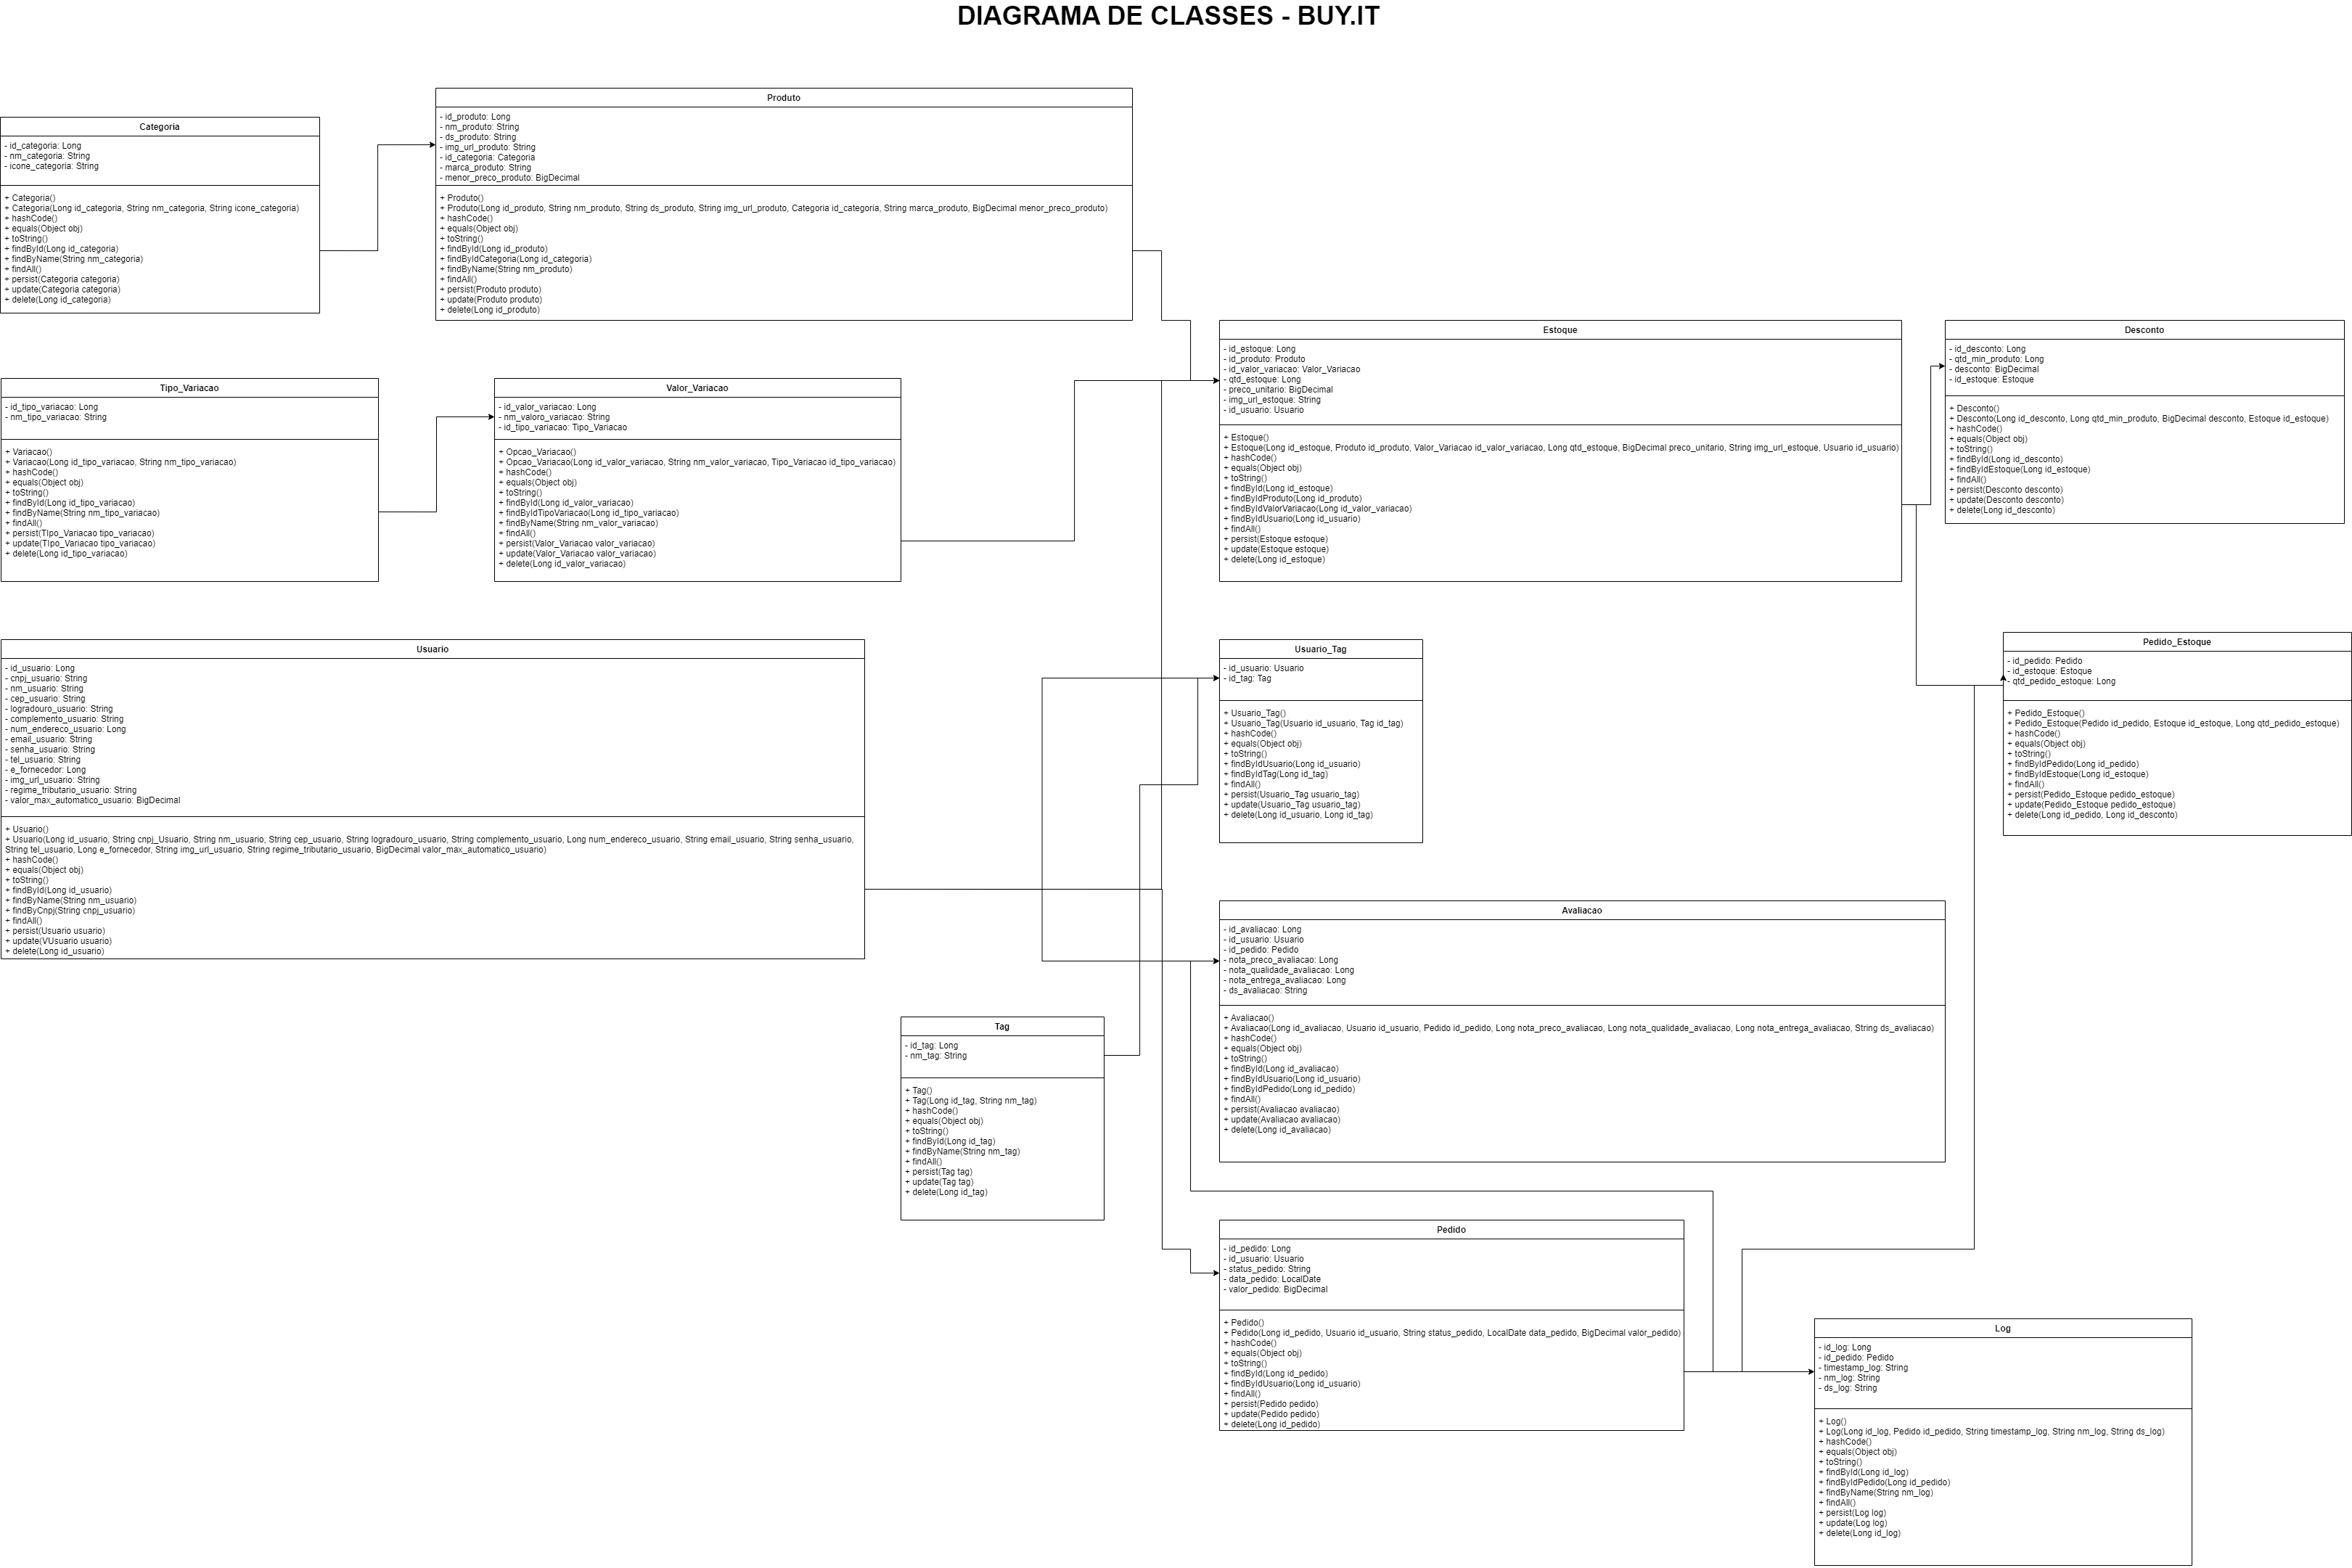 DIAGRAMA DE CLASSES - BUY.IT
Categoria
- id_categoria: Long
- nm_categoria: String
- icone_categoria: String
+ Categoria()
+ Categoria(Long id_categoria, String nm_categoria, String icone_categoria)
+ hashCode()
+ equals(Object obj)
+ toString()
+ findById(Long id_categoria)
+ findByName(String nm_categoria)
+ findAll()
+ persist(Categoria categoria)
+ update(Categoria categoria)
+ delete(Long id_categoria)
Produto
- id_produto: Long
- nm_produto: String
- ds_produto: String
- img_url_produto: String
- id_categoria: Categoria
- marca_produto: String
- menor_preco_produto: BigDecimal
+ Produto()
+ Produto(Long id_produto, String nm_produto, String ds_produto, String img_url_produto, Categoria id_categoria, String marca_produto, BigDecimal menor_preco_produto)
+ hashCode()
+ equals(Object obj)
+ toString()
+ findById(Long id_produto)
+ findByIdCategoria(Long id_categoria)
+ findByName(String nm_produto)
+ findAll()
+ persist(Produto produto)
+ update(Produto produto)
+ delete(Long id_produto)
Tipo_Variacao
- id_tipo_variacao: Long
- nm_tipo_variacao: String
+ Variacao()
+ Variacao(Long id_tipo_variacao, String nm_tipo_variacao)
+ hashCode()
+ equals(Object obj)
+ toString()
+ findById(Long id_tipo_variacao)
+ findByName(String nm_tipo_variacao)
+ findAll()
+ persist(TIpo_Variacao tipo_variacao)
+ update(TIpo_Variacao tipo_variacao)
+ delete(Long id_tipo_variacao)
Valor_Variacao
- id_valor_variacao: Long
- nm_valoro_variacao: String
- id_tipo_variacao: Tipo_Variacao
+ Opcao_Variacao()
+ Opcao_Variacao(Long id_valor_variacao, String nm_valor_variacao, Tipo_Variacao id_tipo_variacao)
+ hashCode()
+ equals(Object obj)
+ toString()
+ findById(Long id_valor_variacao)
+ findByIdTipoVariacao(Long id_tipo_variacao)
+ findByName(String nm_valor_variacao)
+ findAll()
+ persist(Valor_Variacao valor_variacao)
+ update(Valor_Variacao valor_variacao)
+ delete(Long id_valor_variacao)
Estoque
- id_estoque: Long
- id_produto: Produto
- id_valor_variacao: Valor_Variacao
- qtd_estoque: Long
- preco_unitario: BigDecimal
- img_url_estoque: String
- id_usuario: Usuario
+ Estoque()
+ Estoque(Long id_estoque, Produto id_produto, Valor_Variacao id_valor_variacao, Long qtd_estoque, BigDecimal preco_unitario, String img_url_estoque, Usuario id_usuario)
+ hashCode()
+ equals(Object obj)
+ toString()
+ findById(Long id_estoque)
+ findByIdProduto(Long id_produto)
+ findByIdValorVariacao(Long id_valor_variacao)
+ findByIdUsuario(Long id_usuario)
+ findAll()
+ persist(Estoque estoque)
+ update(Estoque estoque)
+ delete(Long id_estoque)
Desconto
- id_desconto: Long
- qtd_min_produto: Long
- desconto: BigDecimal
- id_estoque: Estoque
+ Desconto()
+ Desconto(Long id_desconto, Long qtd_min_produto, BigDecimal desconto, Estoque id_estoque)
+ hashCode()
+ equals(Object obj)
+ toString()
+ findById(Long id_desconto)
+ findByIdEstoque(Long id_estoque)
+ findAll()
+ persist(Desconto desconto)
+ update(Desconto desconto)
+ delete(Long id_desconto)
Usuario
- id_usuario: Long
- cnpj_usuario: String
- nm_usuario: String
- cep_usuario: String
- logradouro_usuario: String
- complemento_usuario: String
- num_endereco_usuario: Long
- email_usuario: String
- senha_usuario: String
- tel_usuario: String
- e_fornecedor: Long
- img_url_usuario: String
- regime_tributario_usuario: String
- valor_max_automatico_usuario: BigDecimal
+ Usuario()
+ Usuario(Long id_usuario, String cnpj_Usuario, String nm_usuario, String cep_usuario, String logradouro_usuario, String complemento_usuario, Long num_endereco_usuario, String email_usuario, String senha_usuario,
String tel_usuario, Long e_fornecedor, String img_url_usuario, String regime_tributario_usuario, BigDecimal valor_max_automatico_usuario)
+ hashCode()
+ equals(Object obj)
+ toString()
+ findById(Long id_usuario)
+ findByName(String nm_usuario)
+ findByCnpj(String cnpj_usuario)
+ findAll()
+ persist(Usuario usuario)
+ update(VUsuario usuario)
+ delete(Long id_usuario)
Usuario_Tag
- id_usuario: Usuario
- id_tag: Tag
+ Usuario_Tag()
+ Usuario_Tag(Usuario id_usuario, Tag id_tag)
+ hashCode()
+ equals(Object obj)
+ toString()
+ findByIdUsuario(Long id_usuario)
+ findByIdTag(Long id_tag)
+ findAll()
+ persist(Usuario_Tag usuario_tag)
+ update(Usuario_Tag usuario_tag)
+ delete(Long id_usuario, Long id_tag)
Pedido_Estoque
- id_pedido: Pedido
- id_estoque: Estoque
- qtd_pedido_estoque: Long
+ Pedido_Estoque()
+ Pedido_Estoque(Pedido id_pedido, Estoque id_estoque, Long qtd_pedido_estoque)
+ hashCode()
+ equals(Object obj)
+ toString()
+ findByIdPedido(Long id_pedido)
+ findByIdEstoque(Long id_estoque)
+ findAll()
+ persist(Pedido_Estoque pedido_estoque)
+ update(Pedido_Estoque pedido_estoque)
+ delete(Long id_pedido, Long id_desconto)
Avaliacao
- id_avaliacao: Long
- id_usuario: Usuario
- id_pedido: Pedido
- nota_preco_avaliacao: Long
- nota_qualidade_avaliacao: Long
- nota_entrega_avaliacao: Long
- ds_avaliacao: String
+ Avaliacao()
+ Avaliacao(Long id_avaliacao, Usuario id_usuario, Pedido id_pedido, Long nota_preco_avaliacao, Long nota_qualidade_avaliacao, Long nota_entrega_avaliacao, String ds_avaliacao)
+ hashCode()
+ equals(Object obj)
+ toString()
+ findById(Long id_avaliacao)
+ findByIdUsuario(Long id_usuario)
+ findByIdPedido(Long id_pedido)
+ findAll()
+ persist(Avaliacao avaliacao)
+ update(Avaliacao avaliacao)
+ delete(Long id_avaliacao)
Tag
- id_tag: Long
- nm_tag: String
+ Tag()
+ Tag(Long id_tag, String nm_tag)
+ hashCode()
+ equals(Object obj)
+ toString()
+ findById(Long id_tag)
+ findByName(String nm_tag)
+ findAll()
+ persist(Tag tag)
+ update(Tag tag)
+ delete(Long id_tag)
Pedido
- id_pedido: Long
- id_usuario: Usuario
- status_pedido: String
- data_pedido: LocalDate
- valor_pedido: BigDecimal
+ Pedido()
+ Pedido(Long id_pedido, Usuario id_usuario, String status_pedido, LocalDate data_pedido, BigDecimal valor_pedido)
+ hashCode()
+ equals(Object obj)
+ toString()
+ findById(Long id_pedido)
+ findByIdUsuario(Long id_usuario)
+ findAll()
+ persist(Pedido pedido)
+ update(Pedido pedido)
+ delete(Long id_pedido)
Log
- id_log: Long
- id_pedido: Pedido
- timestamp_log: String
- nm_log: String
- ds_log: String
+ Log()
+ Log(Long id_log, Pedido id_pedido, String timestamp_log, String nm_log, String ds_log)
+ hashCode()
+ equals(Object obj)
+ toString()
+ findById(Long id_log)
+ findByIdPedido(Long id_pedido)
+ findByName(String nm_log)
+ findAll()
+ persist(Log log)
+ update(Log log)
+ delete(Long id_log)